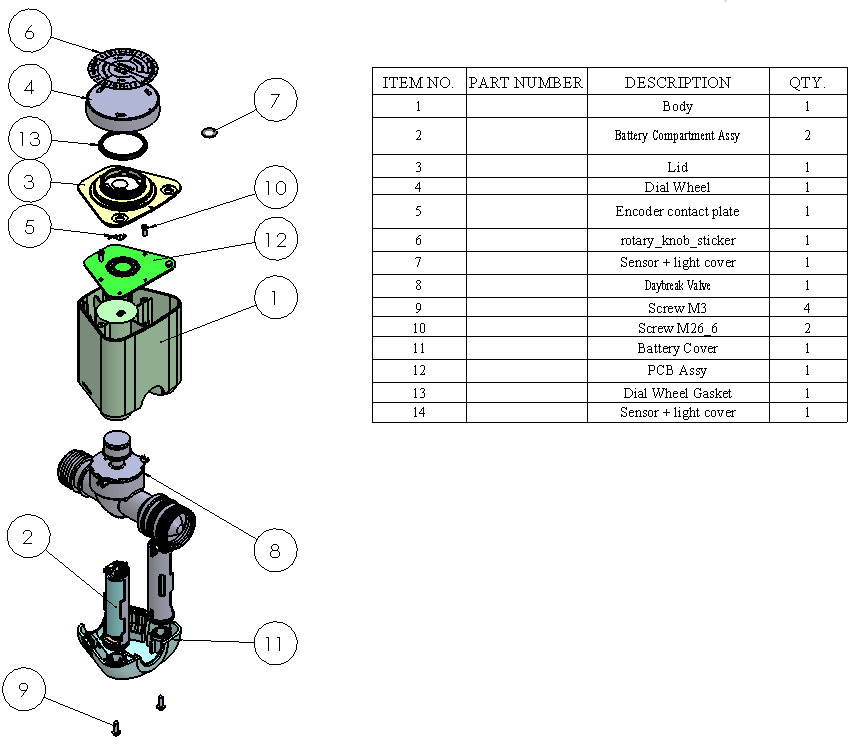 6
4
7
13
3
10
5
12
1
2
8
11
9
ITEM NO. PART NUMBER DESCRIPTION QTY.
1 Body 1
2 Battery Compartment Assy 2
3 Lid 1
4 Dial Wheel 1
5 Encoder contact plate 1
6 rotary_knob_sticker 1
7 Sensor + light cover 1
8 Daybreak Valve 1
9 Screw M3 4
10 Screw M26_6 2
11 Battery Cover 1
12 PCB Assy 1
13 Dial Wheel Gasket 1
14 Sensor + light cover 1